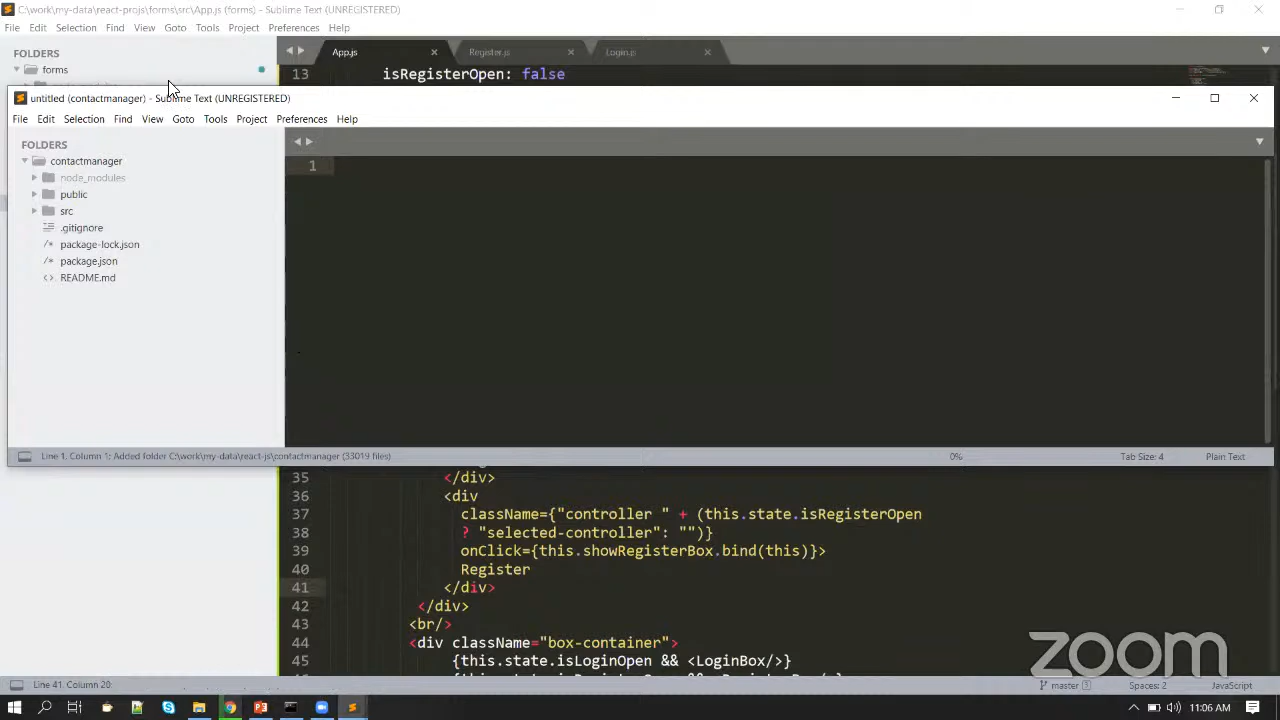 C:\work\my-data\react-projs\forms\src\App.js (forms) - Sublime Text (UNREGISTERED)
File Edit Selection Find View Goto Tools Project Preferences Help
FOLDERS
forms
App.js
Register.js
Login.js
13 isRegisterOpen: false
untitled (contactmanager) - Sublime Text (UNREGISTERED)
File Edit Selection Find View Goto Tools Project Preferences Help
FOLDERS
contactmanager
node_modules
public
src
.gitignore
package-lock.json
package.json
README.md
1
Line 1, Column 1; Added folder C:\work\my-data\react-js\contactmanager (33019 files)
0%
Tab Size: 4
Plain Text
35 </div>
36 <div
37 className={"controller " + (this.state.isRegisterOpen
38 ? "selected-controller": "")}
39 onClick={this.showRegisterBox.bind(this)}>
40 Register
41 </div>
42 </div>
43 <br/>
44 <div className="box-container">
45 {this.state.isLoginOpen && <LoginBox/>}
zoom
Line 41, Column 20
master 3
Spaces: 2
JavaScript
11:06 AM